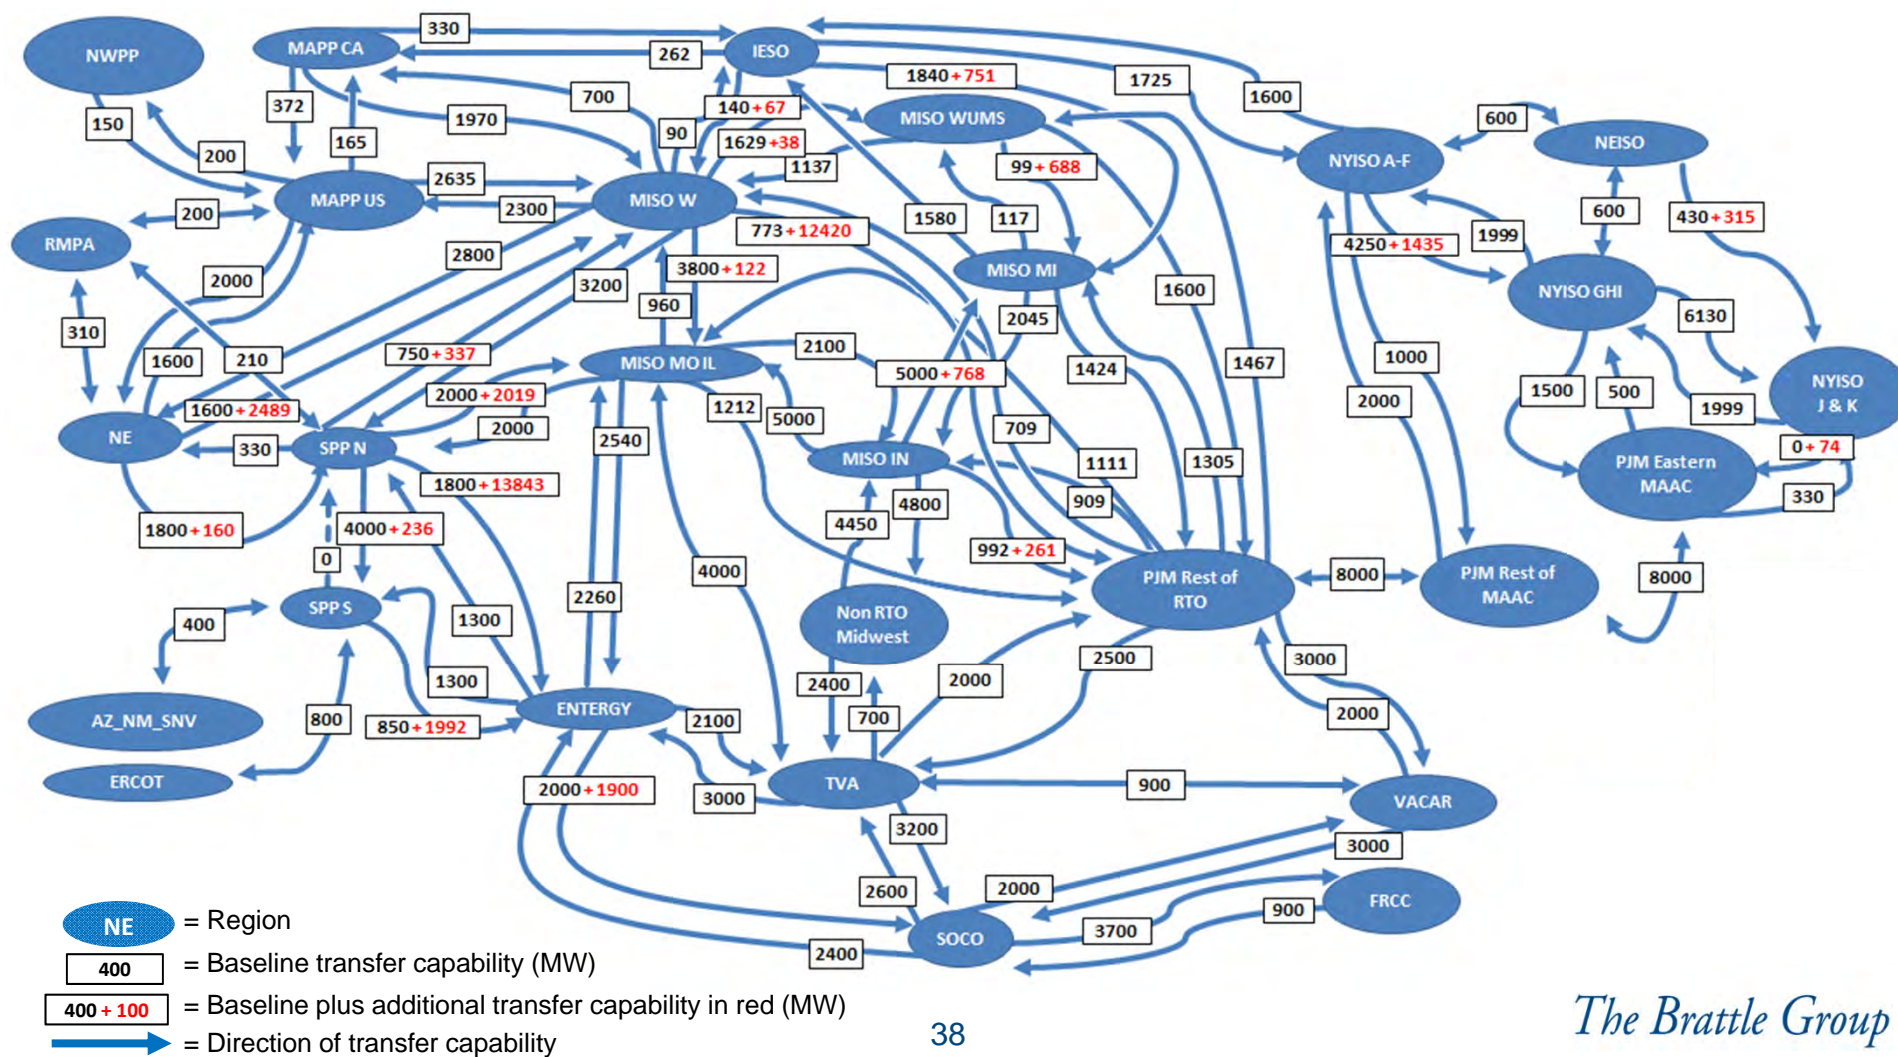 330
NWPP
MAPP CA
262
IESO
1840 + 751
1725
1600
372
700
140 + 67
MISO WUMS
600
150
1970
90
1629 + 38
NEISO
200
165
1137
99 + 688
NYISO A-F
MAPP US
2635
MISO W
2300
200
1580
117
600
430 + 315
RMPA
773 + 12420
4250 + 1435
1999
2800
3800 + 122
MISO MI
2000
3200
960
2045
1600
NYISO GHI
6130
310
1600
210
750 + 337
MISO MO IL
2100
5000 + 768
1424
1467
1000
2000
1500
500
1999
NYISO
J & K
1600 + 2489
2000 + 2019
1212
5000
NE
330
SPP N
2000
2540
709
1305
0 + 74
MISO IN
1111
909
PJM Eastern
MAAC
330
1800 + 13843
4450
4800
1800 + 160
4000 + 236
992 + 261
0
2260
4000
8000
8000
PJM Rest of
RTO
PJM Rest of
MAAC
SPP S
400
1300
Non RTO
Midwest
1300
2400
2000
2500
3000
AZ_NM_SNV
800
850 + 1992
ENTERGY
2100
700
2000
ERCOT
2000 + 1900
3000
TVA
900
VACAR
3200
3000
2600
2000
FRCC
900
3700
SOCO
2400
NE = Region
400 = Baseline transfer capability (MW)
400 + 100 = Baseline plus additional transfer capability in red (MW)
= Direction of transfer capability
38
The Brattle Group